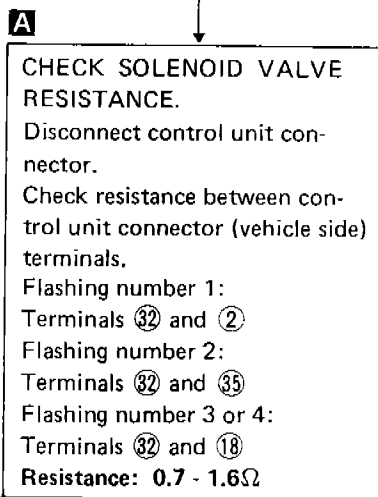 A
CHECK SOLENOID VALVE
RESISTANCE.
Disconnect control unit con-
nector.
Check resistance between con-
trol unit connector (vehicle side)
terminals.
Flashing number 1:
Terminals ㉜ and ②
Flashing number 2:
Terminals ㉜ and ㉟
Flashing number 3 or 4:
Terminals ㉜ and ⑱
Resistance: 0.7 - 1.6Ω